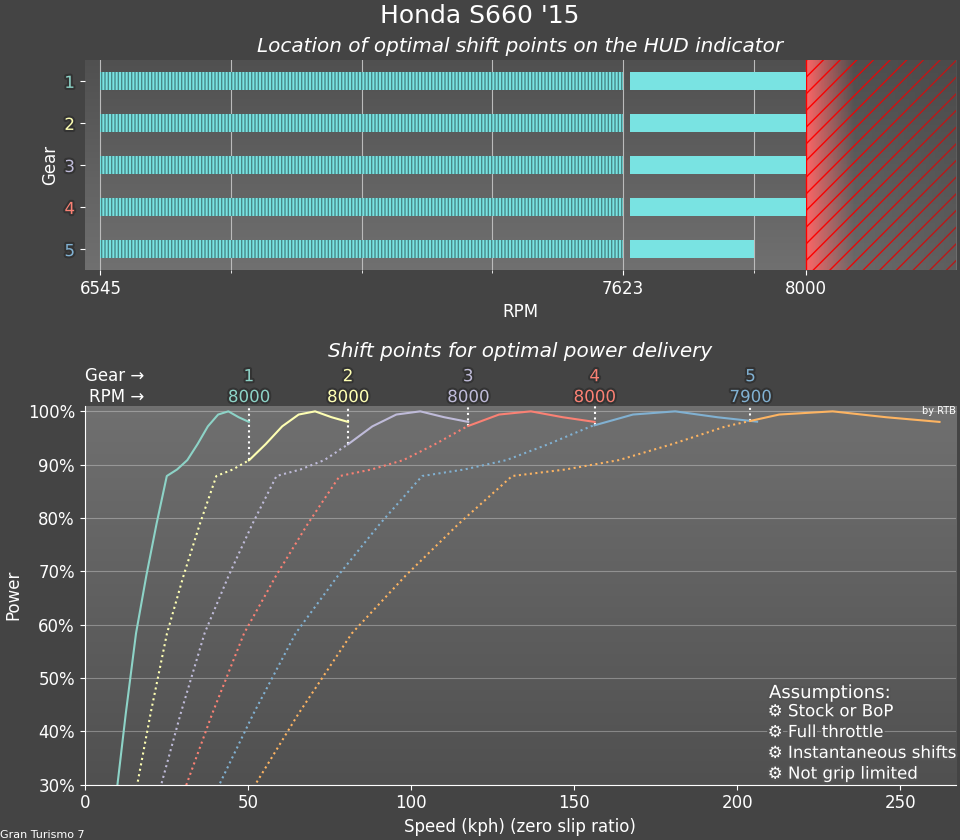 Honda S660 '15
Location of optimal shift points on the HUD indicator
Gear
1
2
3
4
5
6545 7623 8000
RPM
Shift points for optimal power delivery
Gear → 1 2 3 4 5
RPM → 8000 8000 8000 8000 7900
by RTB
Power
100%
90%
80%
70%
60%
50%
40%
30%
Assumptions:
⚙ Stock or BoP
⚙ Full throttle
⚙ Instantaneous shifts
⚙ Not grip limited
0 50 100 150 200 250
Speed (kph) (zero slip ratio)
Gran Turismo 7